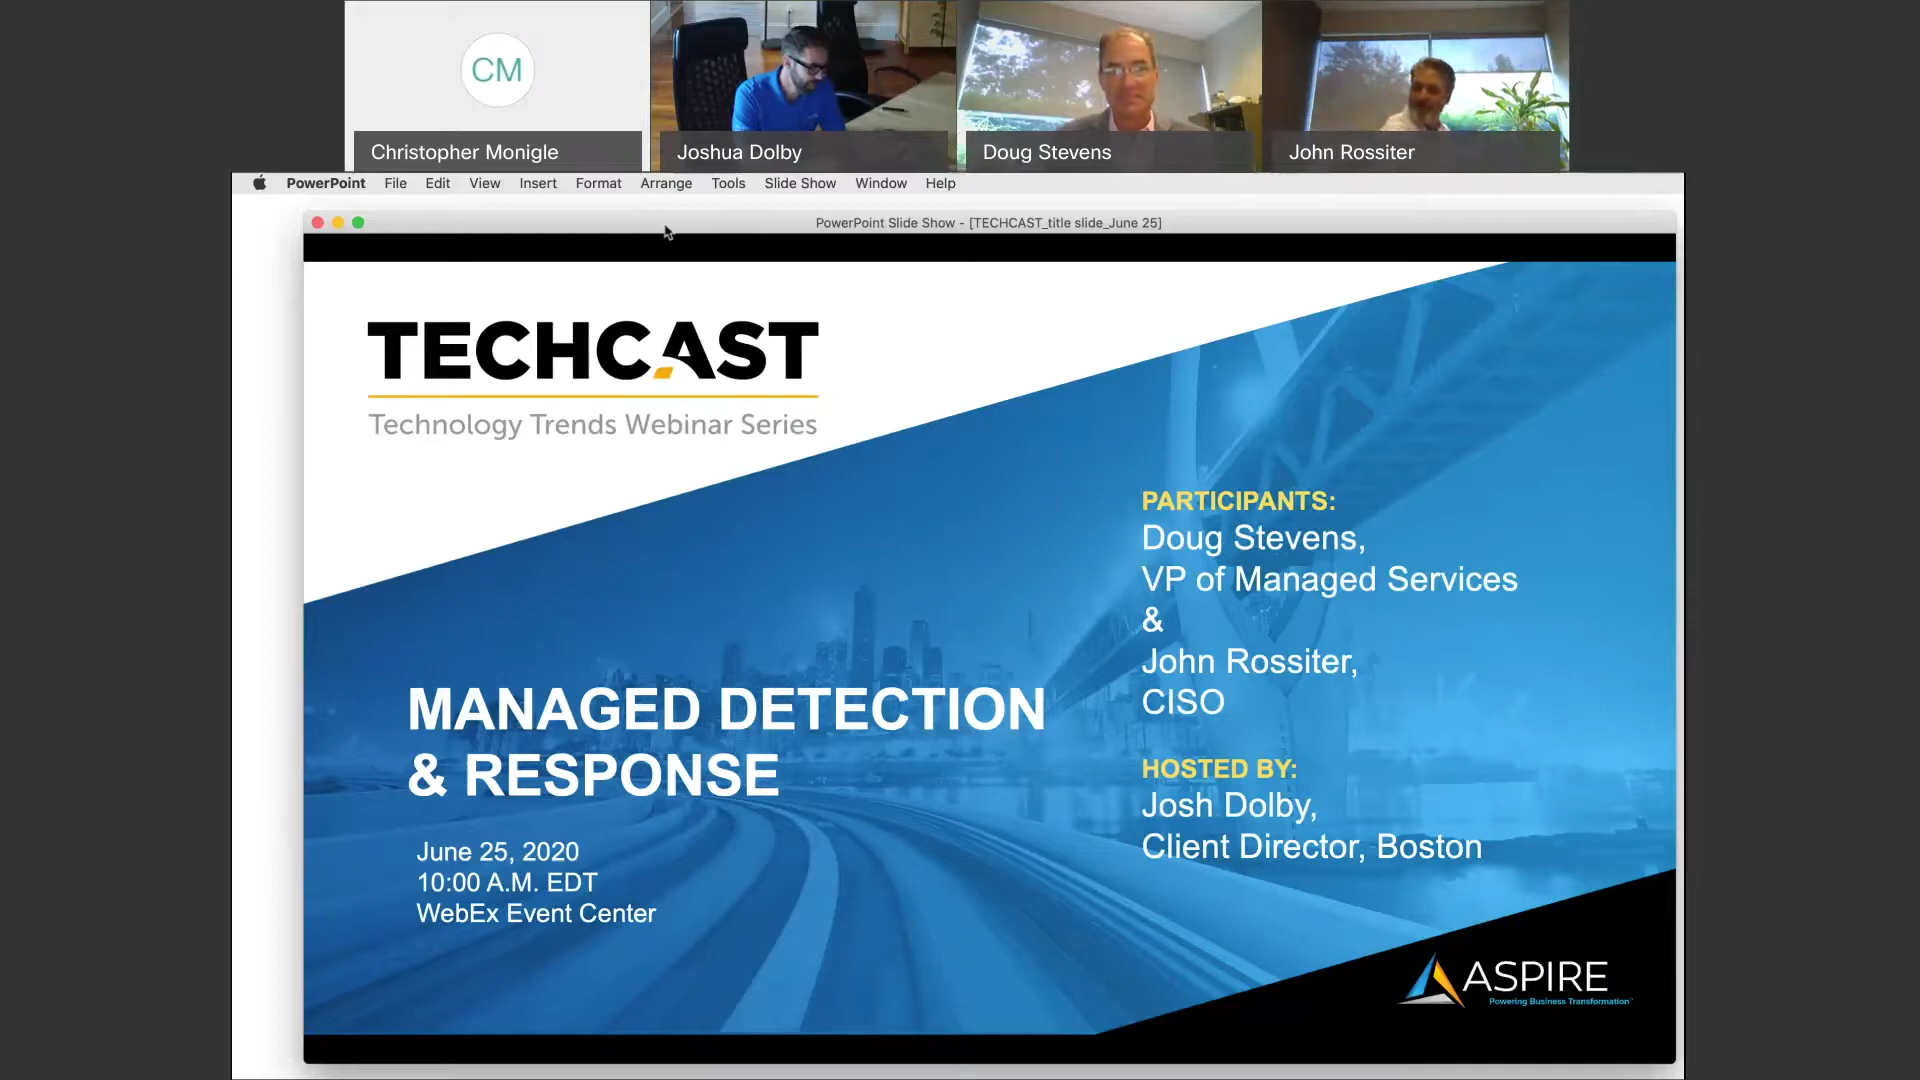 CM
Christopher Monigle
Joshua Dolby
Doug Stevens
John Rossiter
PowerPoint File Edit View Insert Format Arrange Tools Slide Show Window Help
PowerPoint Slide Show - [TECHCAST_title slide_June 25]
TECHCAST
Technology Trends Webinar Series
PARTICIPANTS:
Doug Stevens,
VP of Managed Services
&
John Rossiter,
CISO
MANAGED DETECTION
& RESPONSE
HOSTED BY:
Josh Dolby,
Client Director, Boston
June 25, 2020
10:00 A.M. EDT
WebEx Event Center
ASPIRE
Powering Business Transformation™